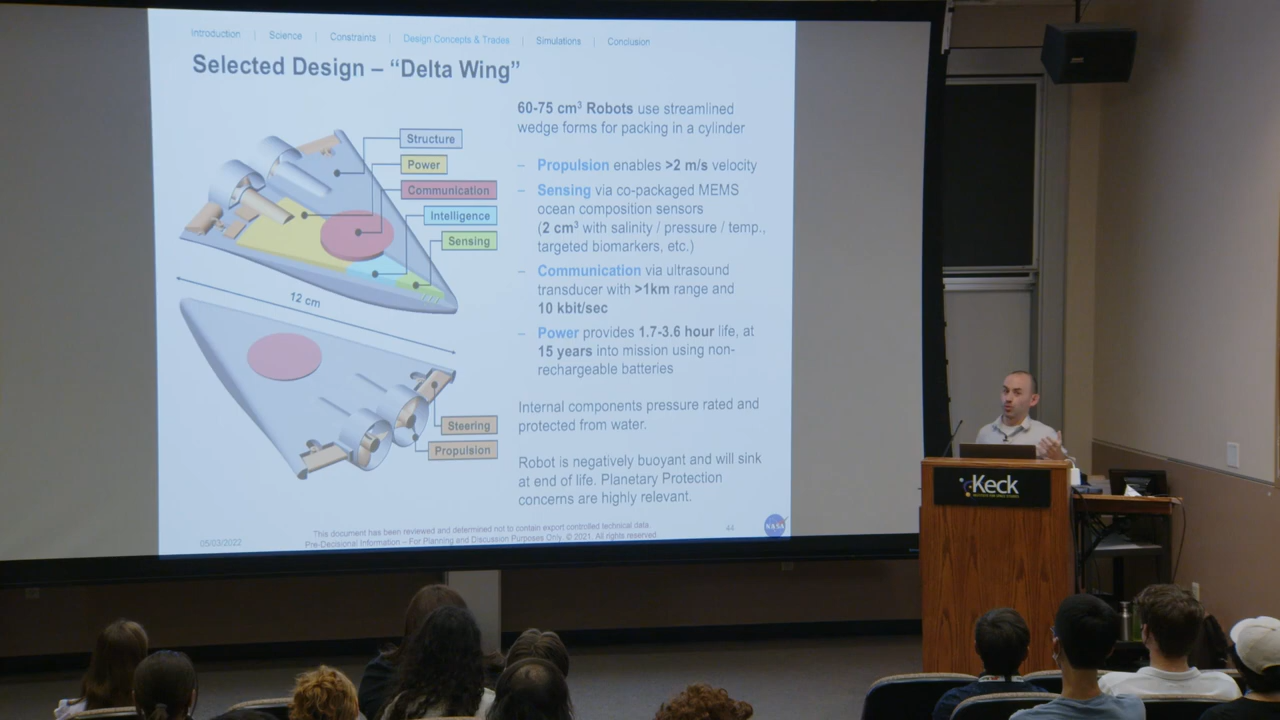 Introduction | Science | Constraints | Design Concepts & Trades | Simulations | Conclusion
Selected Design – “Delta Wing”
Structure
Power
Communication
Intelligence
Sensing
12 cm
Steering
Propulsion
60-75 cm³ Robots use streamlined
wedge forms for packing in a cylinder
– Propulsion enables >2 m/s velocity
– Sensing via co-packaged MEMS
ocean composition sensors
(2 cm³ with salinity / pressure / temp.,
targeted biomarkers, etc.)
– Communication via ultrasound
transducer with >1km range and
10 kbit/sec
– Power provides 1.7-3.6 hour life, at
15 years into mission using non-
rechargeable batteries
Internal components pressure rated and
protected from water.
Robot is negatively buoyant and will sink
at end of life. Planetary Protection
concerns are highly relevant.
05/03/2022
This document has been reviewed and determined not to contain export controlled technical data.
Pre-Decisional Information – For Planning and Discussion Purposes Only. © 2021. All rights reserved.
44
NASA
Keck
INSTITUTE FOR SPACE STUDIES